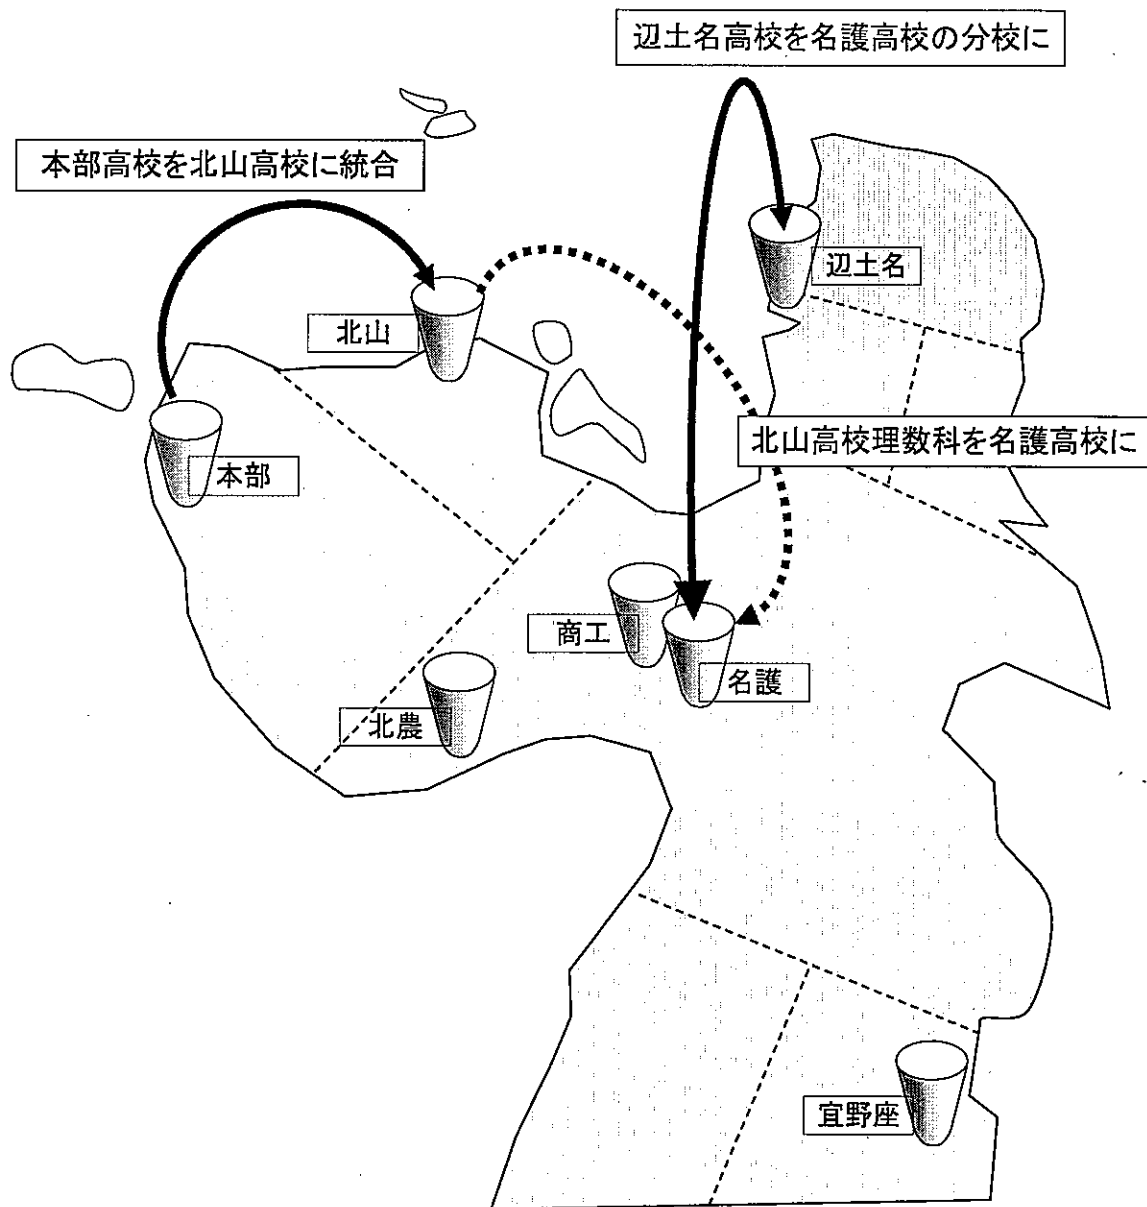 辺土名高校を名護高校の分校に
本部高校を北山高校に統合
辺土名
北山
北山高校理数科を名護高校に
本部
商工
名護
北農
宜野座